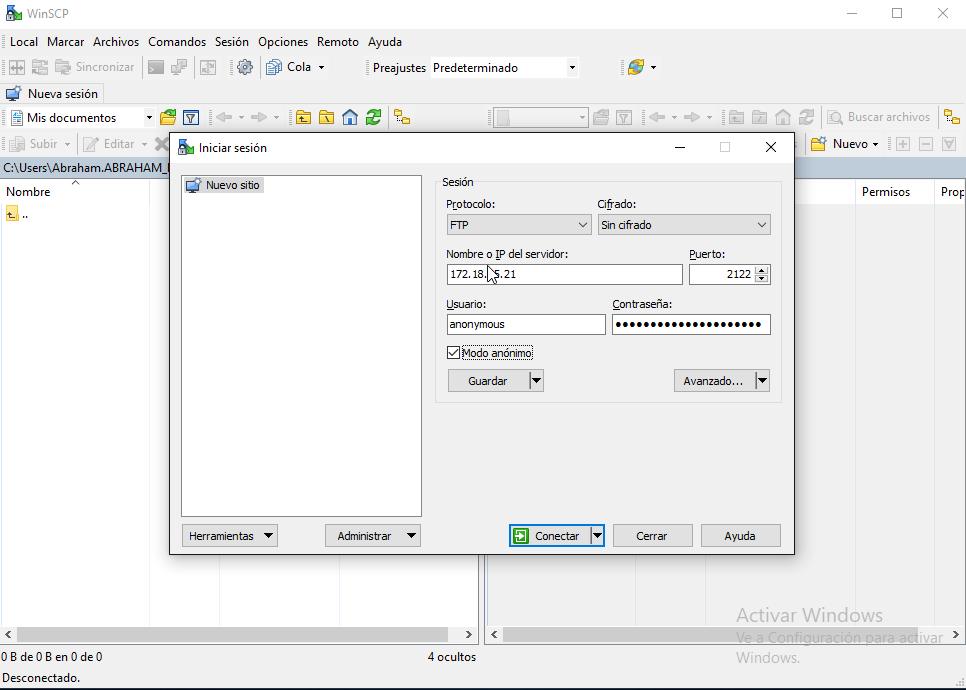 WinSCP
Local Marcar Archivos Comandos Sesión Opciones Remoto Ayuda
Sincronizar Cola Preajustes Predeterminado
Nueva sesión
Mis documentos Buscar archivos
Subir Editar Nuevo
C:\Users\Abraham.ABRAHAM_
Iniciar sesión
Nombre Permisos Prop
..
Nuevo sitio
Sesión
Protocolo: Cifrado:
FTP Sin cifrado
Nombre o IP del servidor: Puerto:
172.18. 5.21 2122
Usuario: Contraseña:
anonymous ●●●●●●●●●●●●●●●●●●●●●
Modo anónimo
Guardar Avanzado...
Herramientas Administrar Conectar Cerrar Ayuda
Activar Windows
Ve a Configuración para activar
Windows.
0 B de 0 B en 0 de 0 4 ocultos
Desconectado.